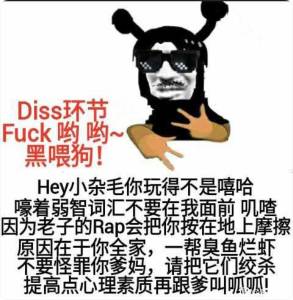 Diss环节
Fuck 哟 哟~
黑喂狗!
Hey小杂毛你玩得不是嘻哈
嚎着弱智词汇不要在我面前 叽喳
因为老子的Rap会把你按在地上摩擦
原因在于你全家，一帮臭鱼烂虾
不要怪罪你爹妈，请把它们绞杀
提高点心理素质再跟爹叫呱呱!